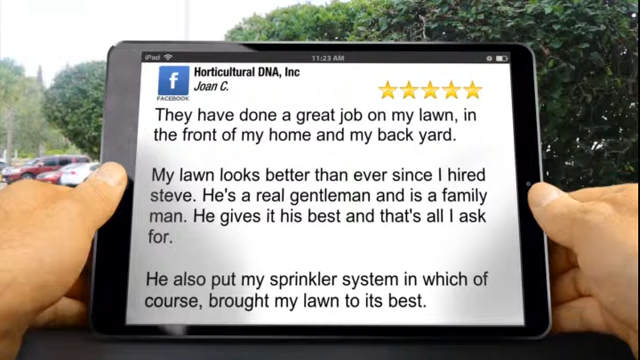 iPad
11:23 AM
Horticultural DNA, Inc
Joan C.
f
FACEBOOK
They have done a great job on my lawn, in
the front of my home and my back yard.
My lawn looks better than ever since I hired
steve. He's a real gentleman and is a family
man. He gives it his best and that's all I ask
for.
He also put my sprinkler system in which of
course, brought my lawn to its best.